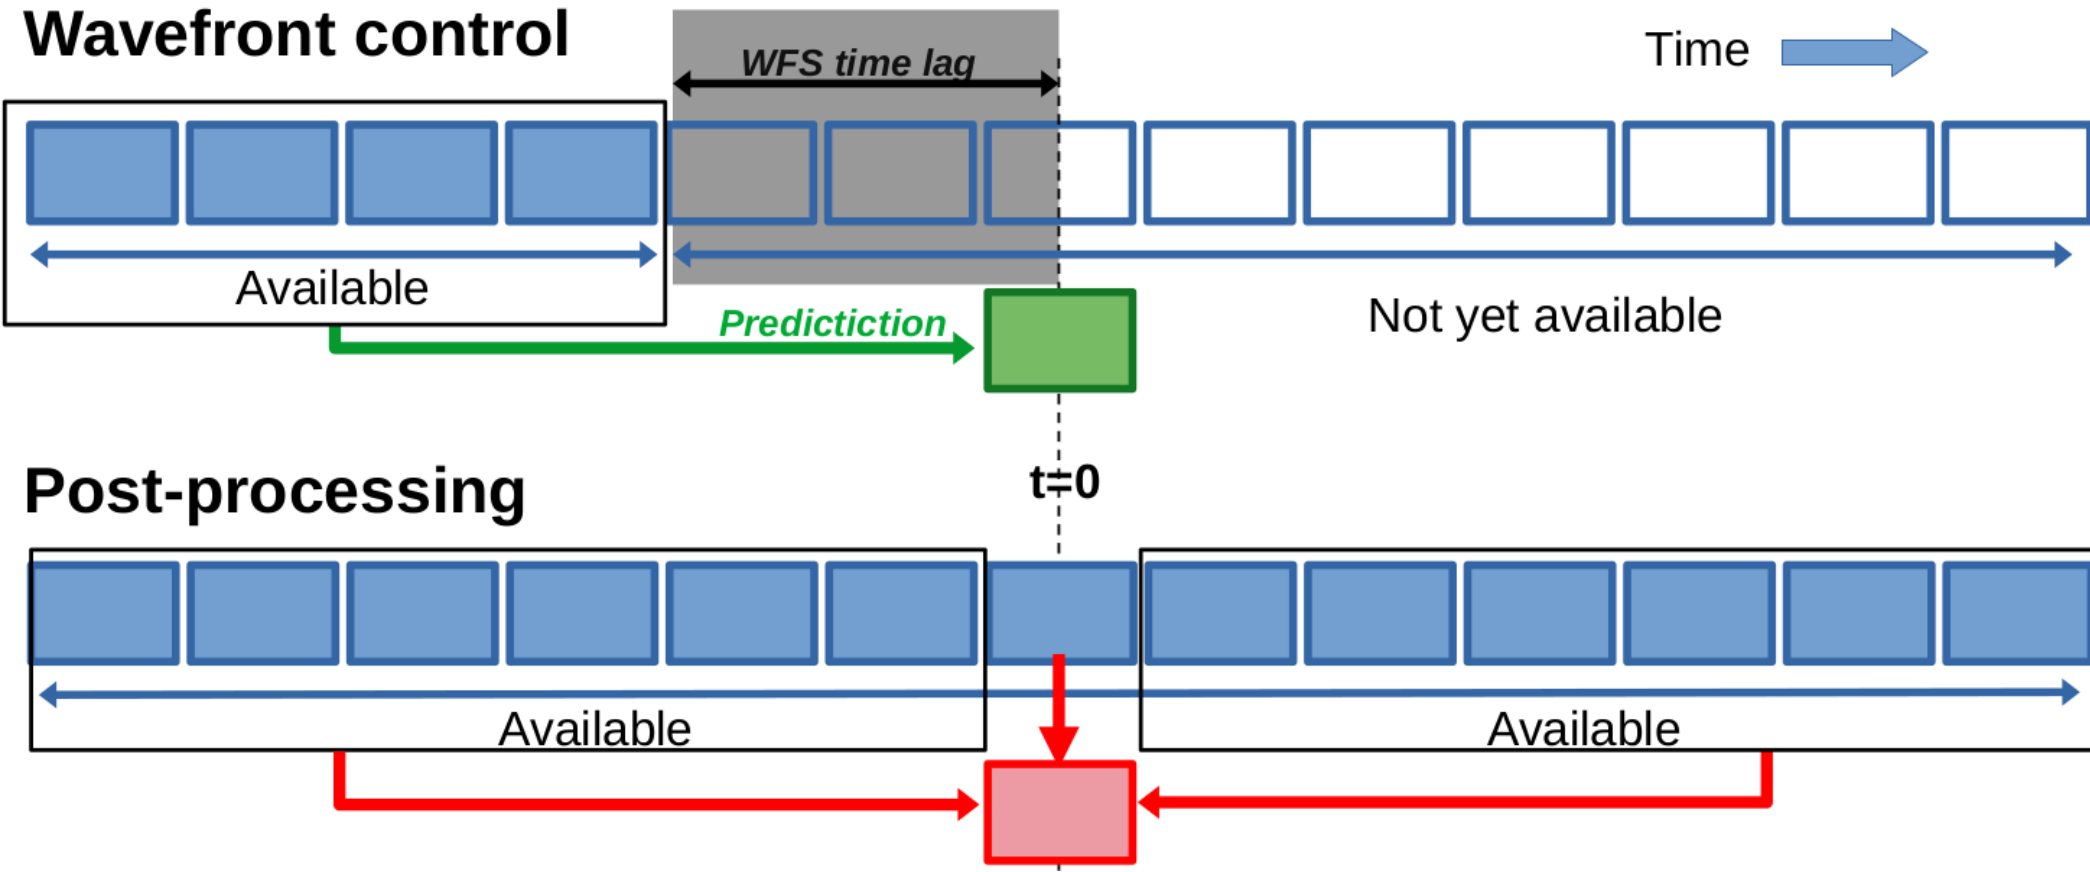 Wavefront control
WFS time lag
Time
Available
Predictiction
Not yet available
t=0
Post-processing
Available
Available